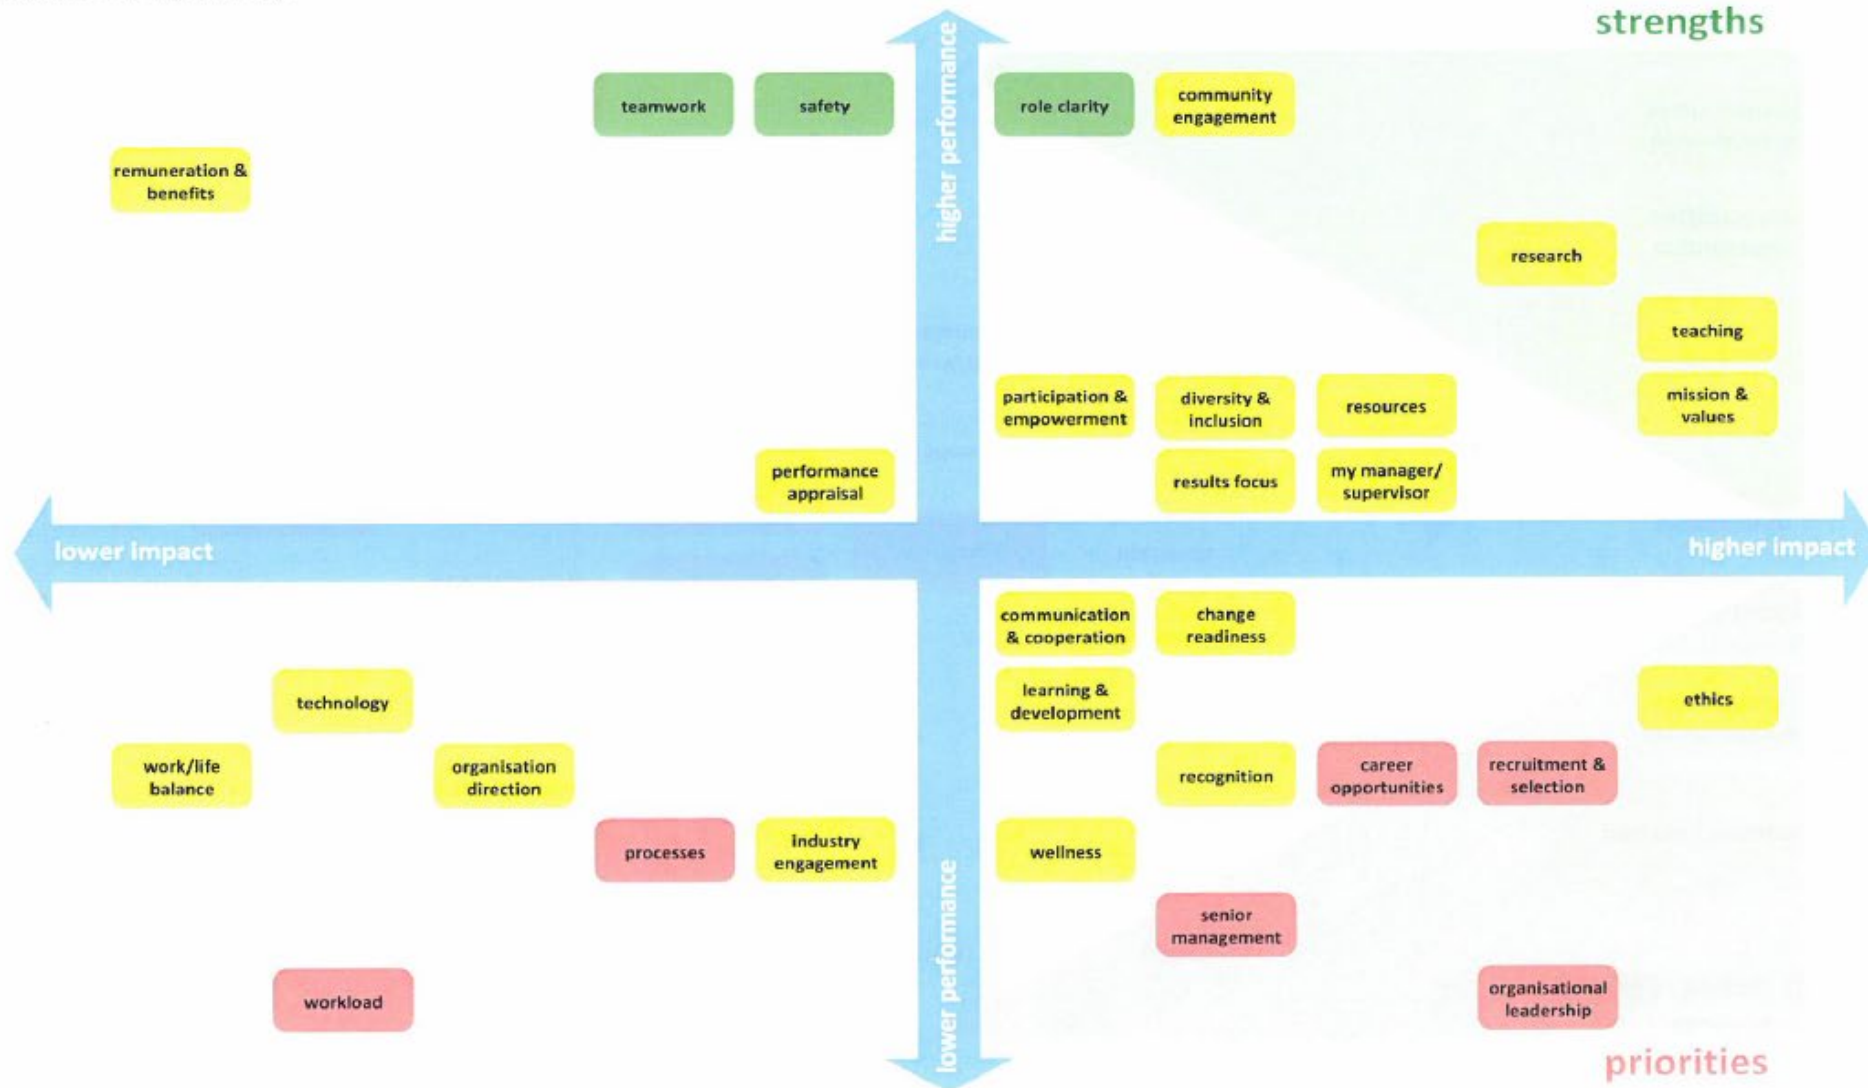 strengths
higher performance
teamwork
safety
role clarity
community
engagement
remuneration &
benefits
research
teaching
participation &
empowerment
diversity &
inclusion
resources
mission &
values
performance
appraisal
results focus
my manager/
supervisor
lower impact
higher impact
communication
& cooperation
change
readiness
technology
learning &
development
ethics
work/life
balance
organisation
direction
recognition
career
opportunities
recruitment &
selection
processes
industry
engagement
wellness
lower performance
senior
management
workload
organisational
leadership
priorities